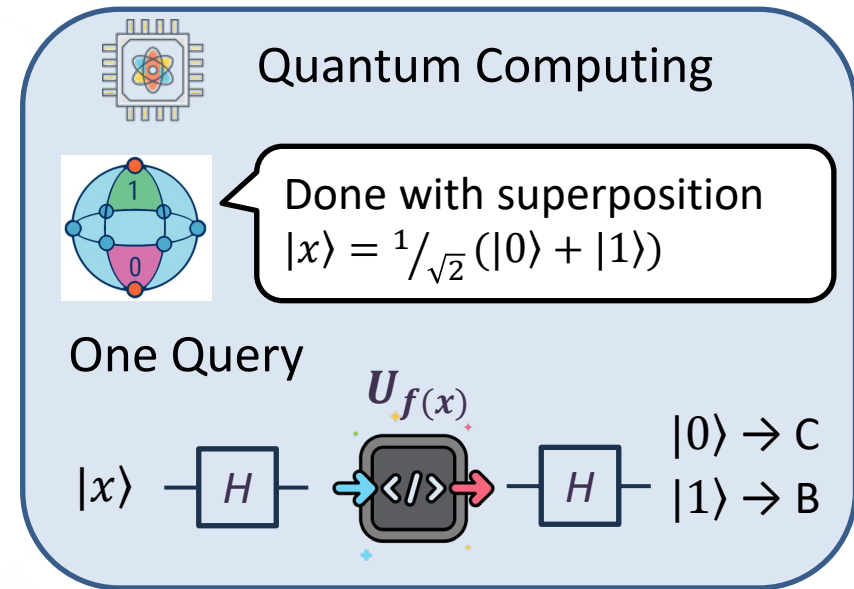 Quantum Computing
1
0
Done with superposition
|x⟩ = 1/√2 (|0⟩ + |1⟩)
One Query
U_f(x)
|x⟩ H </> H |0⟩ → C
|1⟩ → B